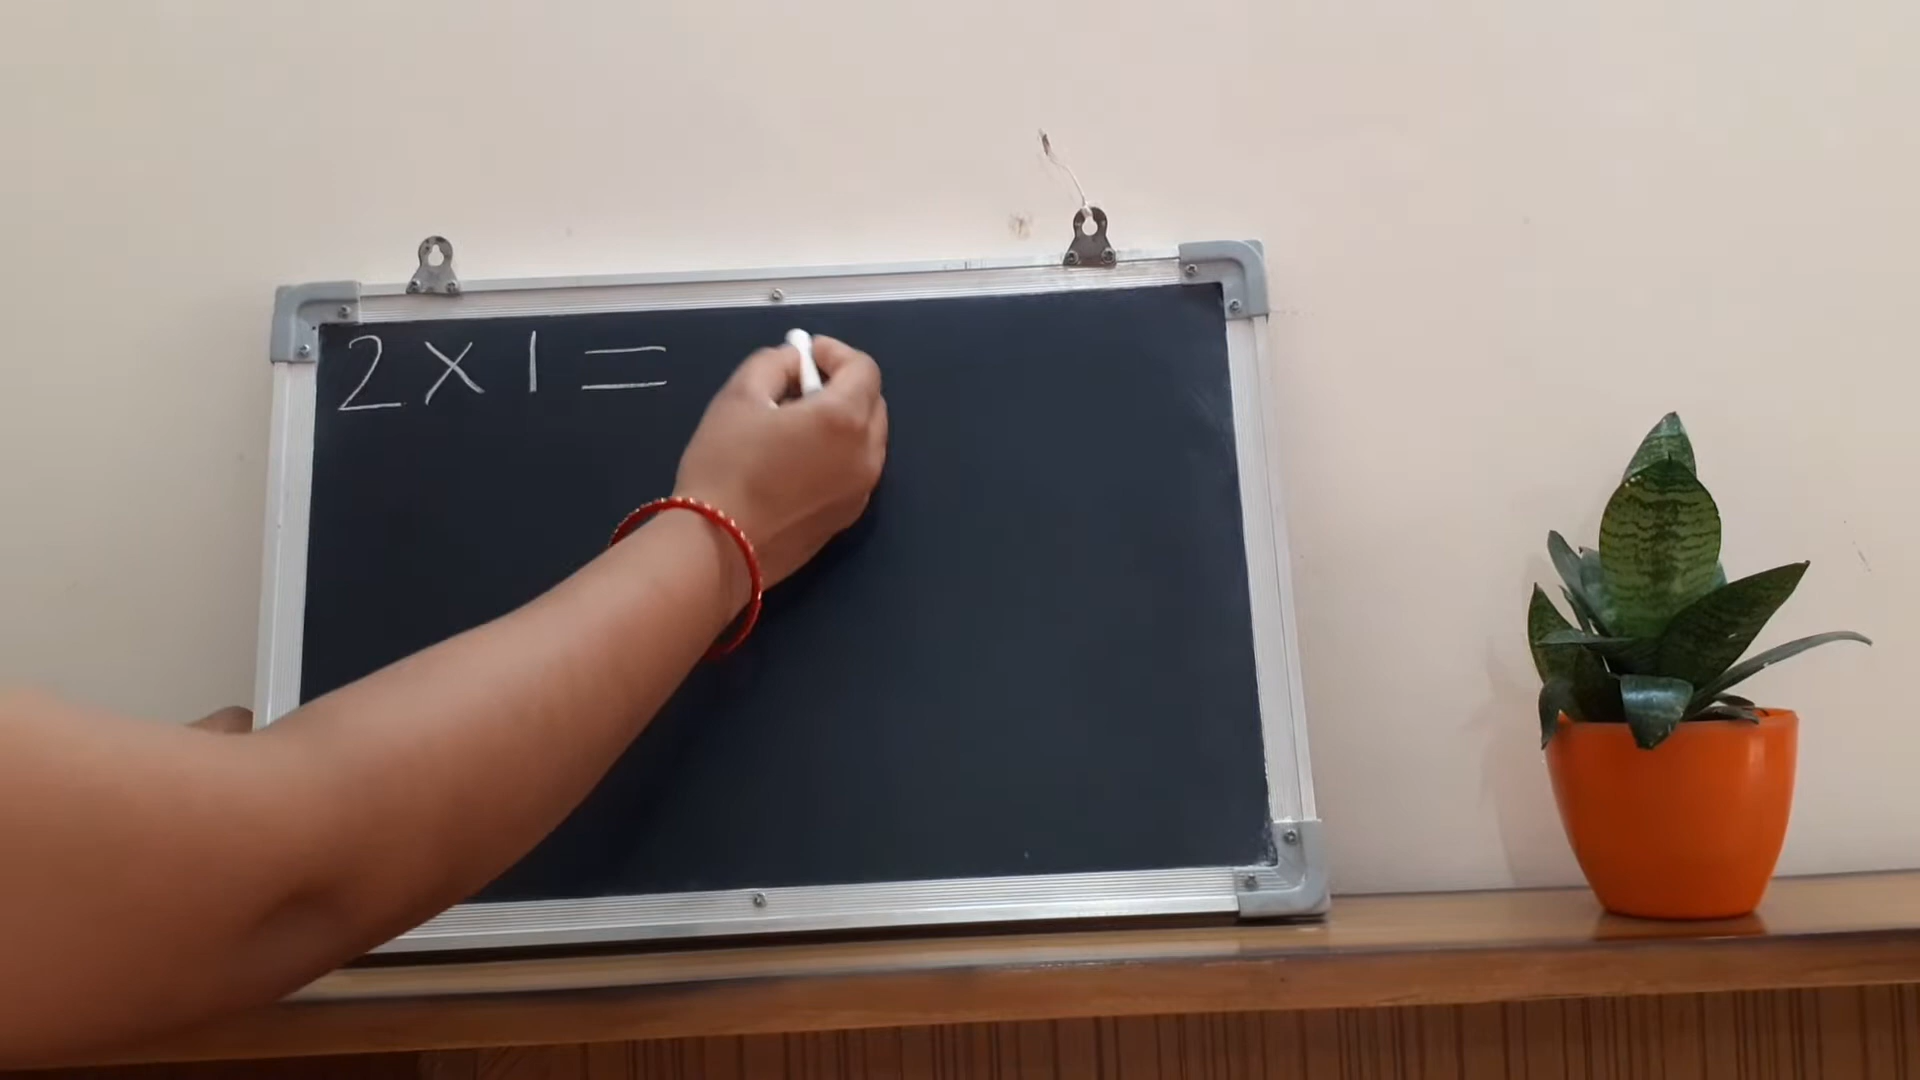 2 × 1 =